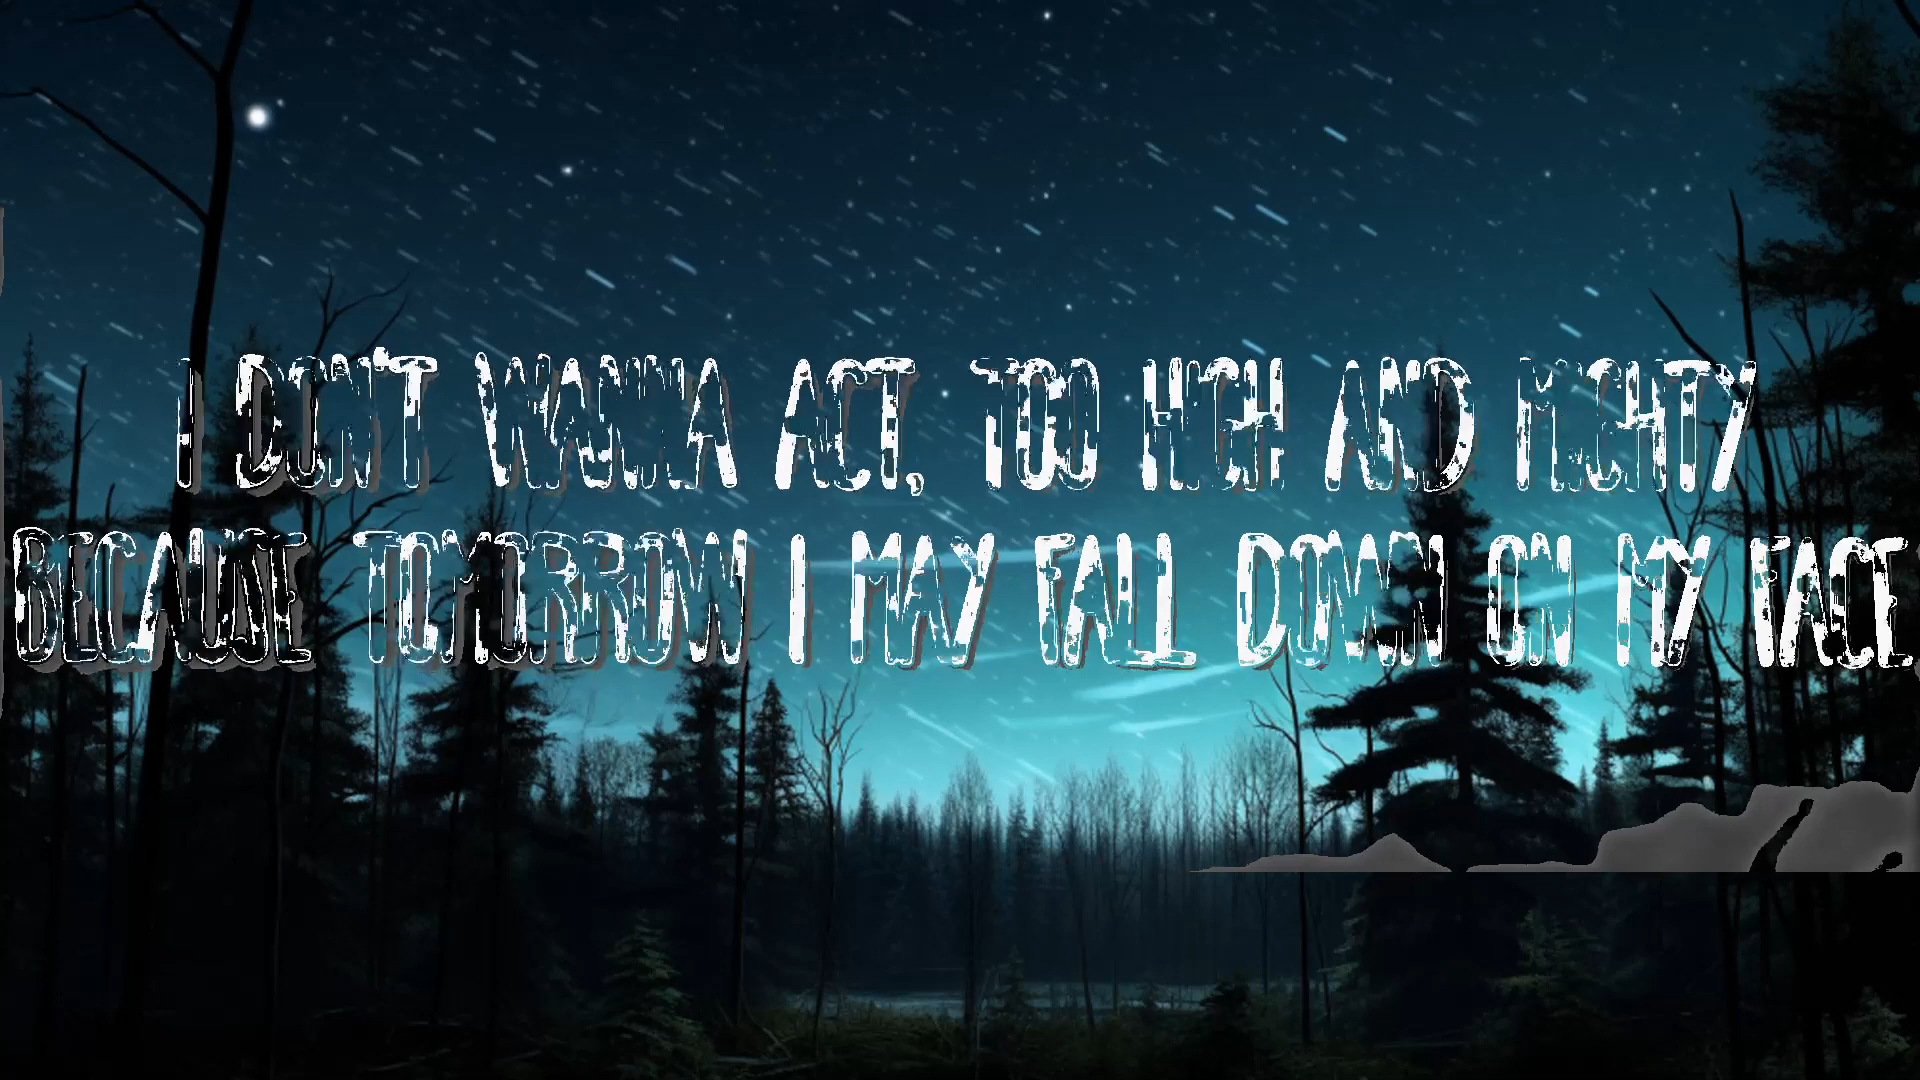 I DON'T WANNA ACT, TOO HIGH AND MIGHTY
BECAUSE TOMORROW I MAY FALL DOWN ON MY FACE